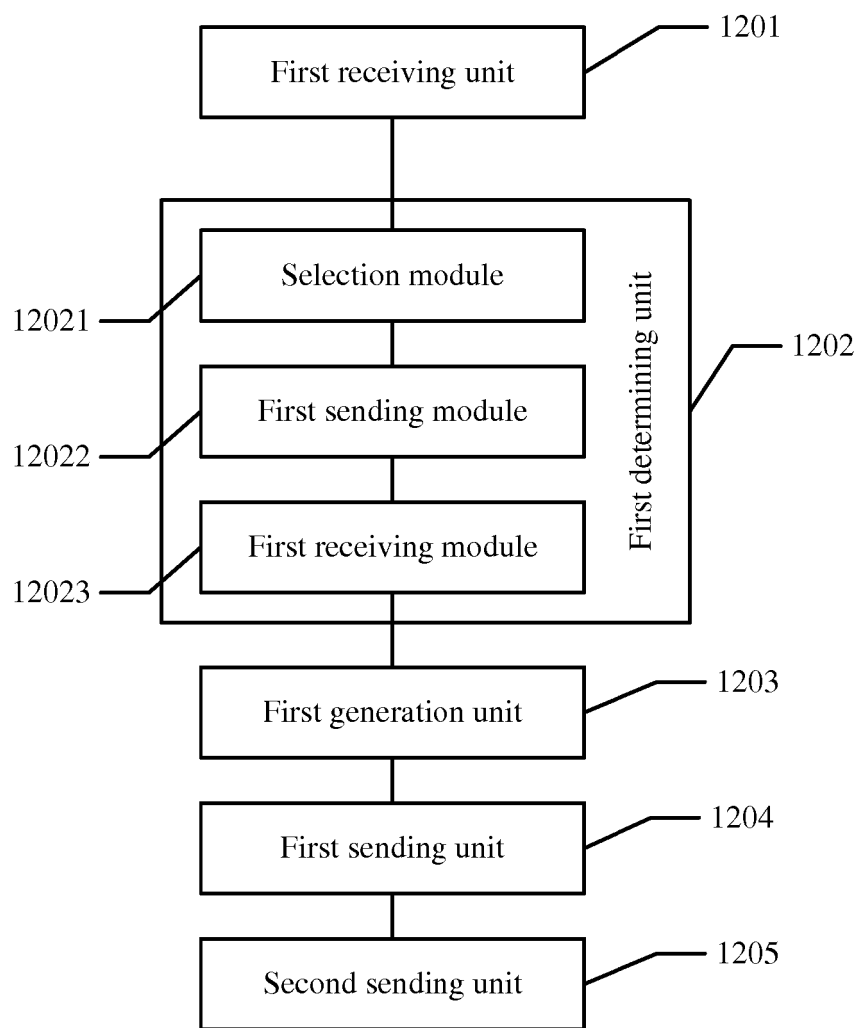 1201
First receiving unit
Selection module
12021
First determining unit
1202
First sending module
12022
First receiving module
12023
1203
First generation unit
1204
First sending unit
1205
Second sending unit